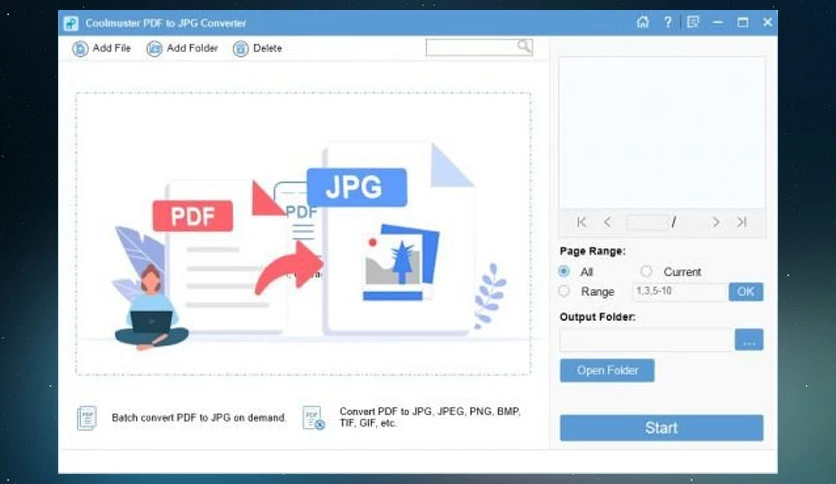 Coolmuster PDF to JPG Converter
?
Add File Add Folder Delete
JPG
PDF
PDF
/
Page Range:
All Current
Range 1,3,5-10 OK
Output Folder:
...
Open Folder
Batch convert PDF to JPG on demand.
PDF
PDF
Convert PDF to JPG, JPEG, PNG, BMP,
TIF, GIF, etc.
Start